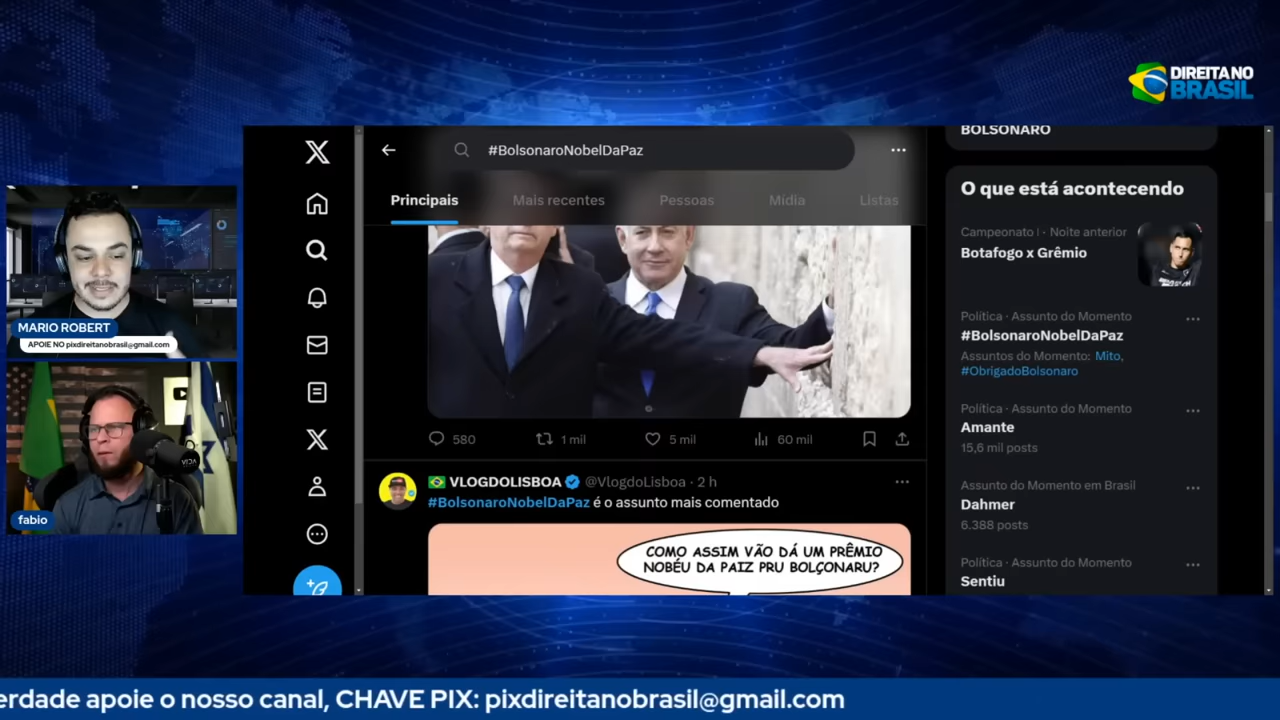 DIREITA NO
BRASIL
BOLSONARO
#BolsonaroNobelDaPaz
Principais
Mais recentes
Pessoas
Mídia
Listas
O que está acontecendo
Campeonato |
· Noite anterior
Botafogo x Grêmio
Política · Assunto do Momento
#BolsonaroNobelDaPaz
Assuntos do Momento: Mito,
#ObrigadoBolsonaro
Política · Assunto do Momento
Amante
15,6 mil posts
Assunto do Momento em Brasil
Dahmer
6.388 posts
Política · Assunto do Momento
Sentiu
580
1 mil
5 mil
60 mil
VLOGDOLISBOA @VlogdoLisboa · 2 h
#BolsonaroNobelDaPaz é o assunto mais comentado
COMO ASSIM VÃO DÁ UM PRÊMIO
NOBÉU DA PAIZ PRU BOLÇONARU?
MARIO ROBERT
APOIE NO pixdireitanobrasil@gmail.com
fabio
erdade apoie o nosso canal, CHAVE PIX: pixdireitanobrasil@gmail.com